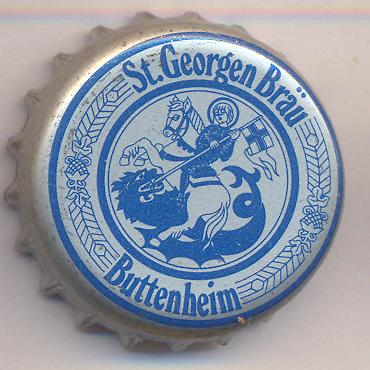 St. Georgen Bräu
Buttenheim